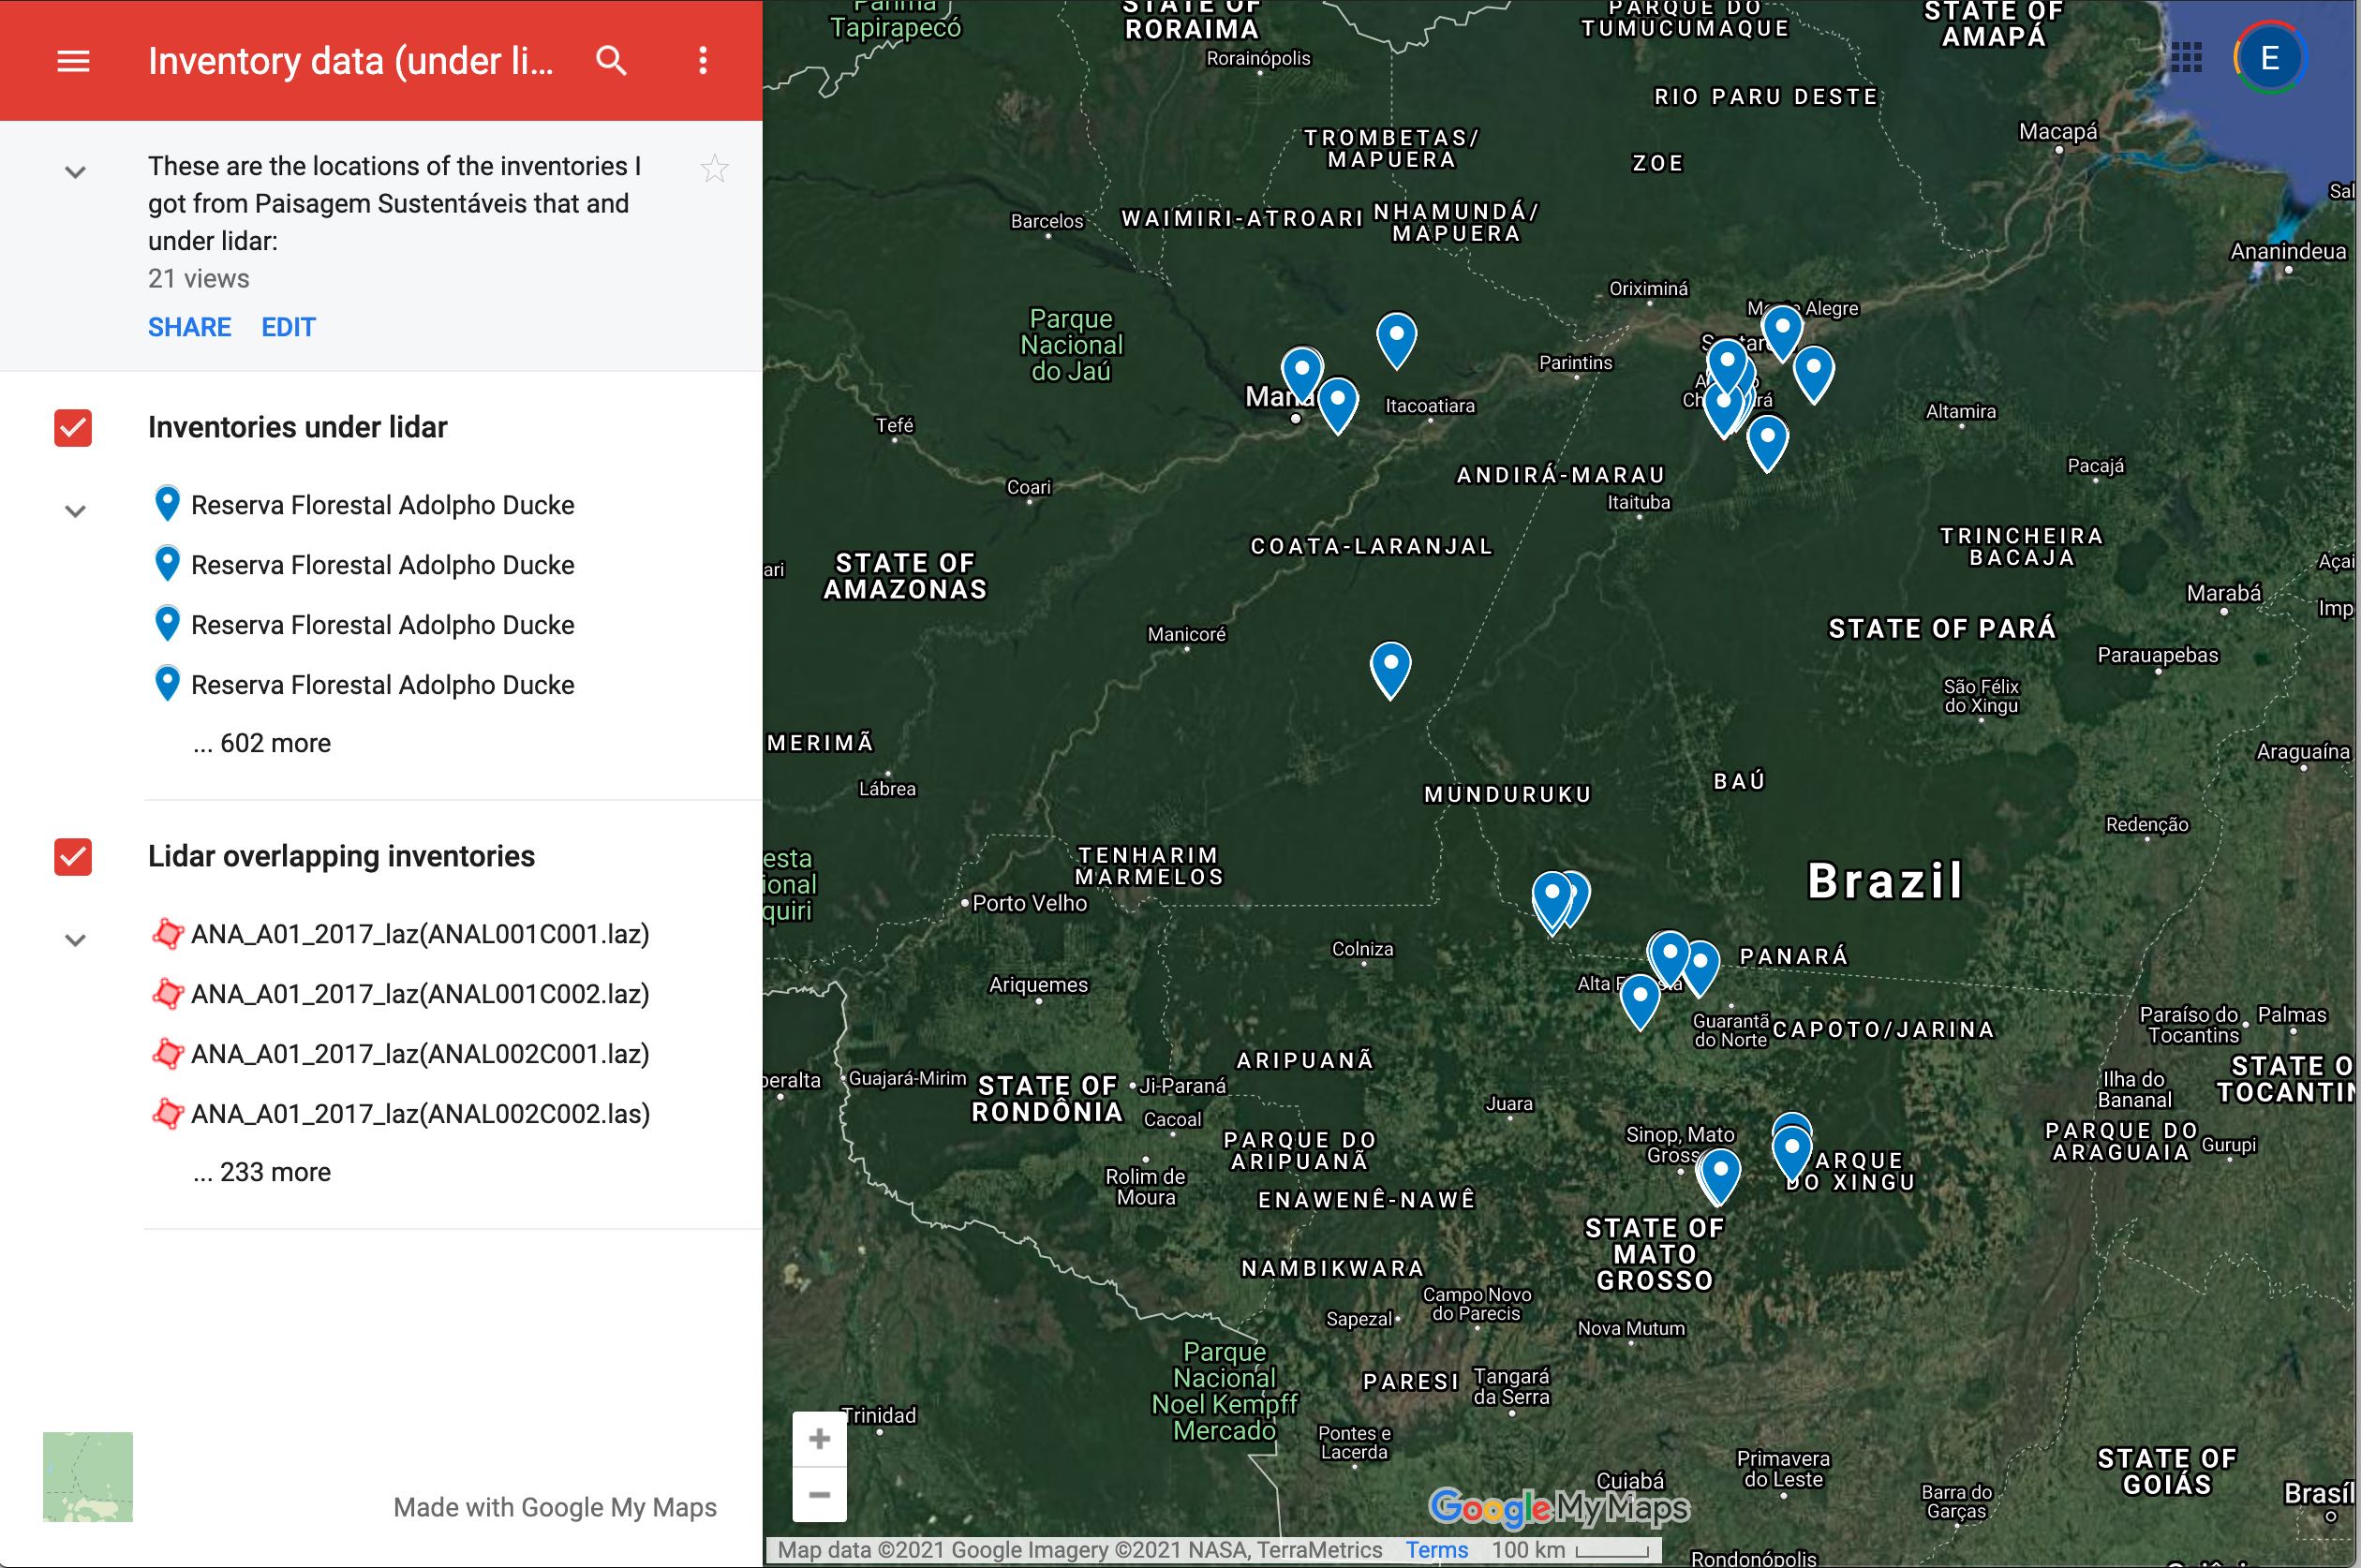 Inventory data (under li...
These are the locations of the inventories I
got from Paisagem Sustentáveis that and
under lidar:
21 views
SHARE EDIT
Inventories under lidar
Reserva Florestal Adolpho Ducke
Reserva Florestal Adolpho Ducke
Reserva Florestal Adolpho Ducke
Reserva Florestal Adolpho Ducke
... 602 more
Lidar overlapping inventories
ANA_A01_2017_laz(ANAL001C001.laz)
ANA_A01_2017_laz(ANAL001C002.laz)
ANA_A01_2017_laz(ANAL002C001.laz)
ANA_A01_2017_laz(ANAL002C002.las)
... 233 more
Made with Google My Maps
Parima
Tapirapecó
STATE OF
RORAIMA
Rorainópolis
PARQUE DO
TUMUCUMAQUE
STATE OF
AMAPÁ
E
RIO PARU DESTE
Macapá
TROMBETAS/
MAPUERA
ZOE
Sal
Barcelos
WAIMIRI-ATROARI
NHAMUNDÁ/
MAPUERA
Ananindeua
Oriximiná
Alegre
Parque
Nacional
do Jaú
Parintins
Mana
Itacoatiara
Altamira
Tefé
Coari
ANDIRÁ-MARAU
Itaituba
Pacajá
COATA-LARANJAL
TRINCHEIRA
BACAJA
ari
STATE OF
AMAZONAS
Açai
Marabá
Imp
Manicoré
STATE OF PARÁ
Parauapebas
São Félix
do Xingu
MERIMÃ
Araguaína
Lábrea
MUNDURUKU
BAÚ
Redenção
esta
ional
quiri
TENHARIM
MARMELOS
Brazil
Porto Velho
Colniza
PANARÁ
Ariquemes
Alta F
Guarantã
do Norte
CAPOTO/JARINA
Paraíso do
Tocantins
Palmas
ARIPUANÃ
STATE O
TOCANTIN
peralta
Guajará-Mirim
STATE OF
RONDÔNIA
Ji-Paraná
Cacoal
Juara
Ilha do
Bananal
PARQUE DO
ARIPUANÃ
Sinop, Mato
Gross
ARQUE
DO XINGU
PARQUE DO
ARAGUAIA
Gurupi
Rolim de
Moura
ENAWENÊ-NAWÊ
STATE OF
MATO
GROSSO
NAMBIKWARA
Campo Novo
do Parecis
Sapezal
Nova Mutum
Parque
Nacional
Noel Kempff
Mercado
PARESI
Tangará
da Serra
Trinidad
Pontes e
Lacerda
Primavera
do Leste
Cuiabá
STATE OF
GOIÁS
Barra do
Garças
Brasíl
Google My Maps
Map data ©2021 Google Imagery ©2021 NASA, TerraMetrics Terms 100 km
Rondonópolis